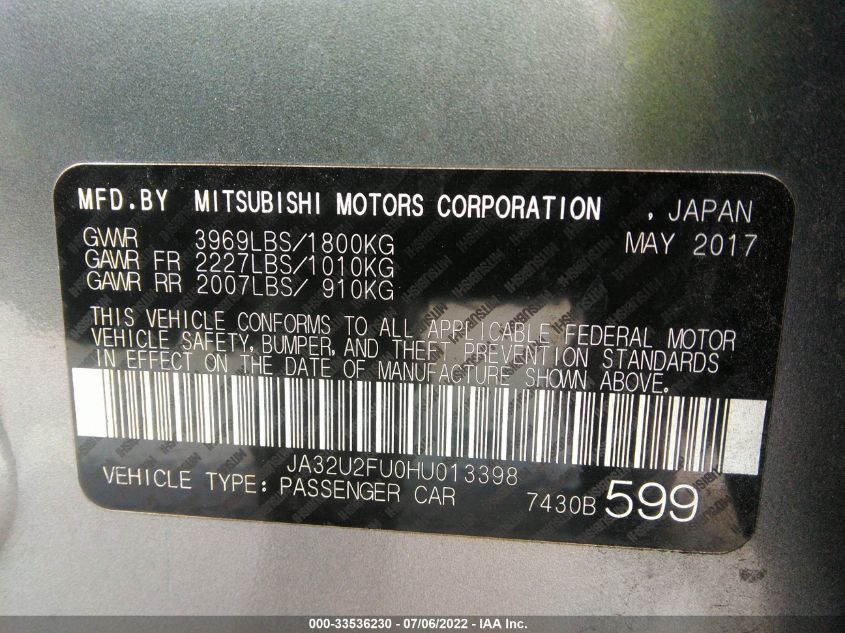 MFD.BY MITSUBISHI MOTORS CORPORATION , JAPAN
GVWR 3969LBS/1800KG MAY 2017
GAWR FR 2227LBS/1010KG
GAWR RR 2007LBS/ 910KG
THIS VEHICLE CONFORMS TO ALL APPLICABLE FEDERAL MOTOR
VEHICLE SAFETY, BUMPER, AND THEFT PREVENTION STANDARDS
IN EFFECT ON THE DATE OF MANUFACTURE SHOWN ABOVE.
JA32U2FU0HU013398
VEHICLE TYPE: PASSENGER CAR 7430B 599
000-33536230 - 07/06/2022 - Copyright © IAA, Inc.